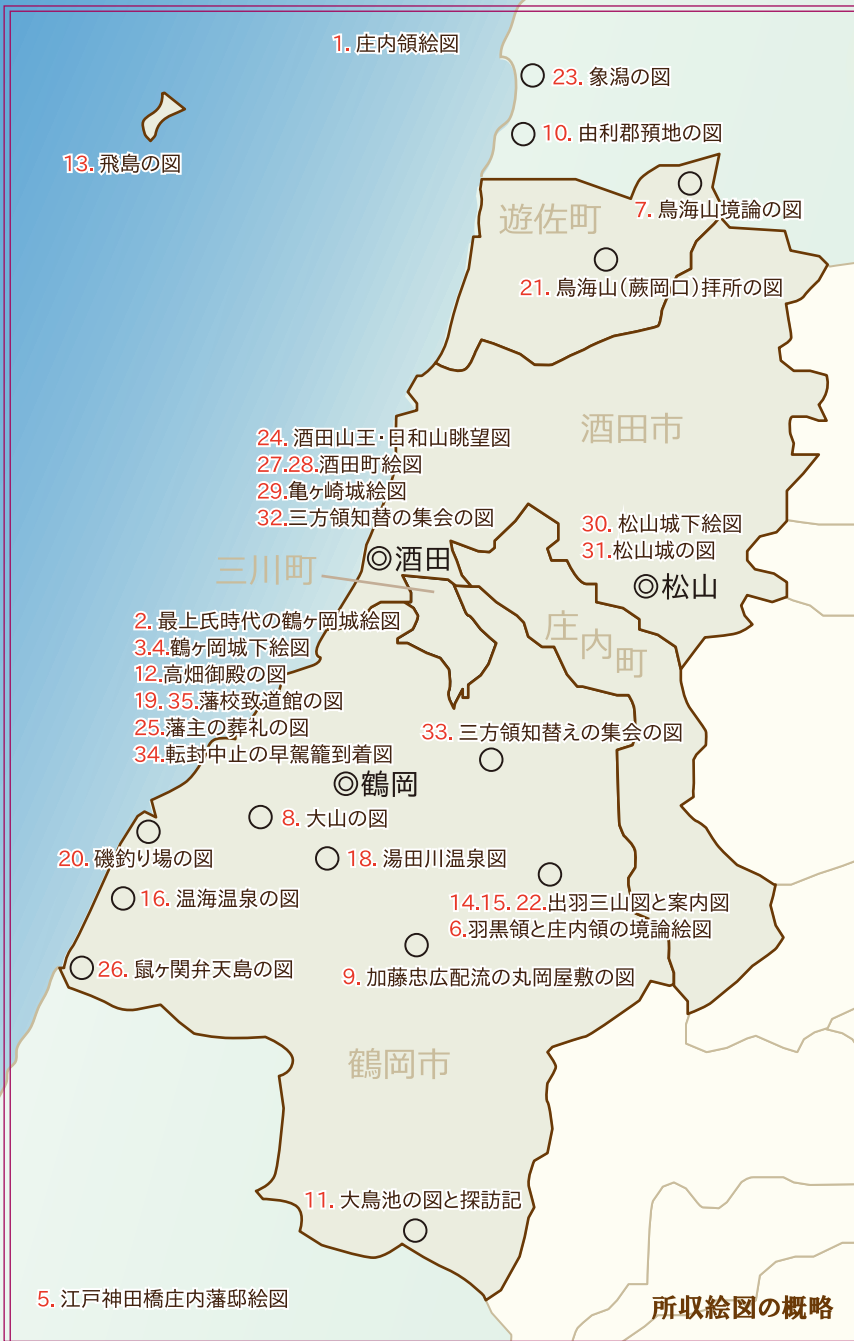 1. 庄内領絵図
23. 象潟の図
10. 由利郡預地の図
13. 飛島の図
7. 鳥海山境論の図
遊佐町
21. 鳥海山(蕨岡口)拝所の図
酒田市
24. 酒田山王・日和山眺望図
27.28.酒田町絵図
29.亀ヶ崎城絵図
32.三方領知替の集会の図
30. 松山城下絵図
31.松山城の図
◎酒田
三川町
◎松山
庄内町
2. 最上氏時代の鶴ヶ岡城絵図
3.4.鶴ヶ岡城下絵図
12.高畑御殿の図
19. 35.藩校致道館の図
25.藩主の葬礼の図
34.転封中止の早駕籠到着図
33. 三方領知替えの集会の図
◎鶴岡
8. 大山の図
20. 磯釣り場の図
18. 湯田川温泉図
16. 温海温泉の図
14.15. 22.出羽三山図と案内図
6.羽黒領と庄内領の境論絵図
26. 鼠ヶ関弁天島の図
9. 加藤忠広配流の丸岡屋敷の図
鶴岡市
11. 大鳥池の図と探訪記
5. 江戸神田橋庄内藩邸絵図
所収絵図の概略